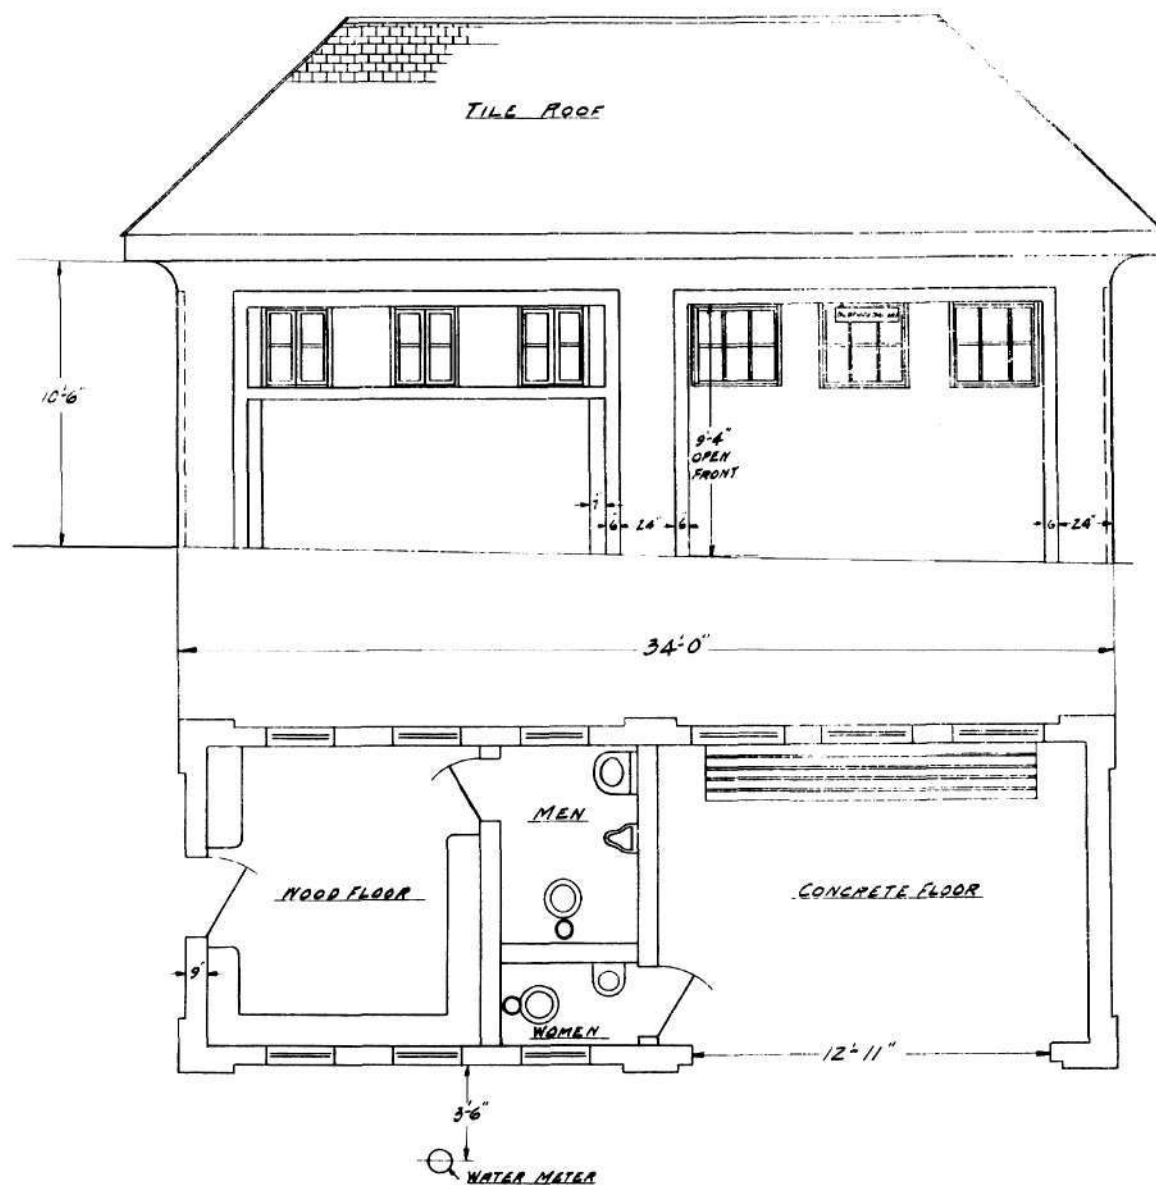 TILE ROOF
10'-6"
9'-4"
OPEN
FRONT
7"
6"
24"
6"
6
24"
34'-0"
MEN
WOOD FLOOR
CONCRETE FLOOR
9"
WOMEN
12'-11"
3'-6"
WATER METER